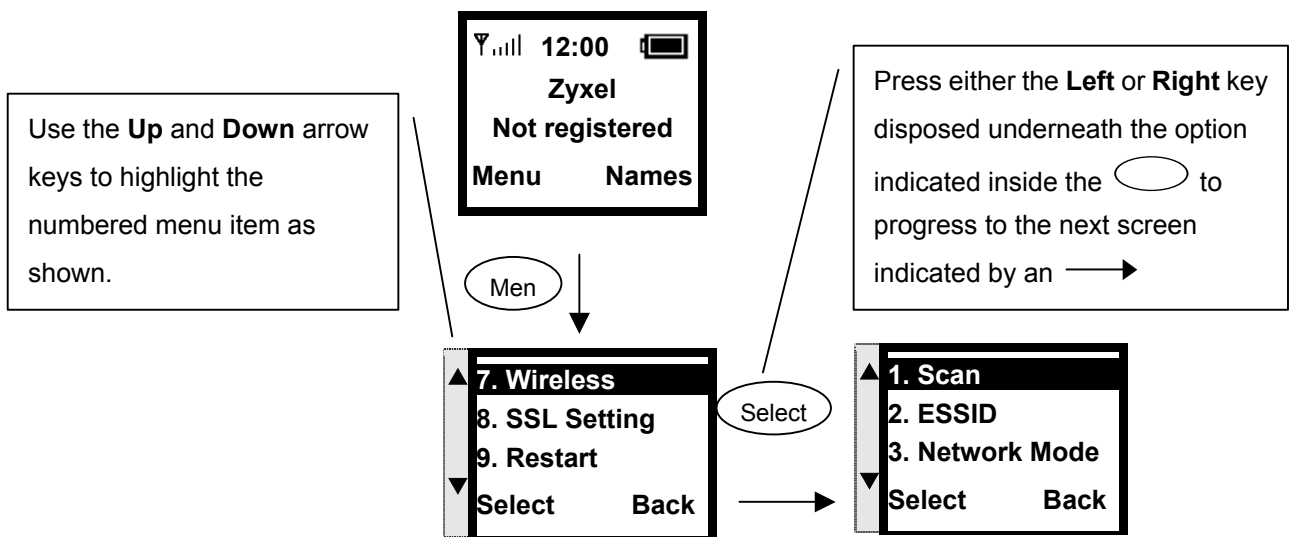 12:00
Zyxel
Not registered
Menu Names
Use the Up and Down arrow
keys to highlight the
numbered menu item as
shown.
Press either the Left or Right key
disposed underneath the option
indicated inside the to
progress to the next screen
indicated by an
Men
7. Wireless
8. SSL Setting
9. Restart
Select Back
Select
1. Scan
2. ESSID
3. Network Mode
Select Back